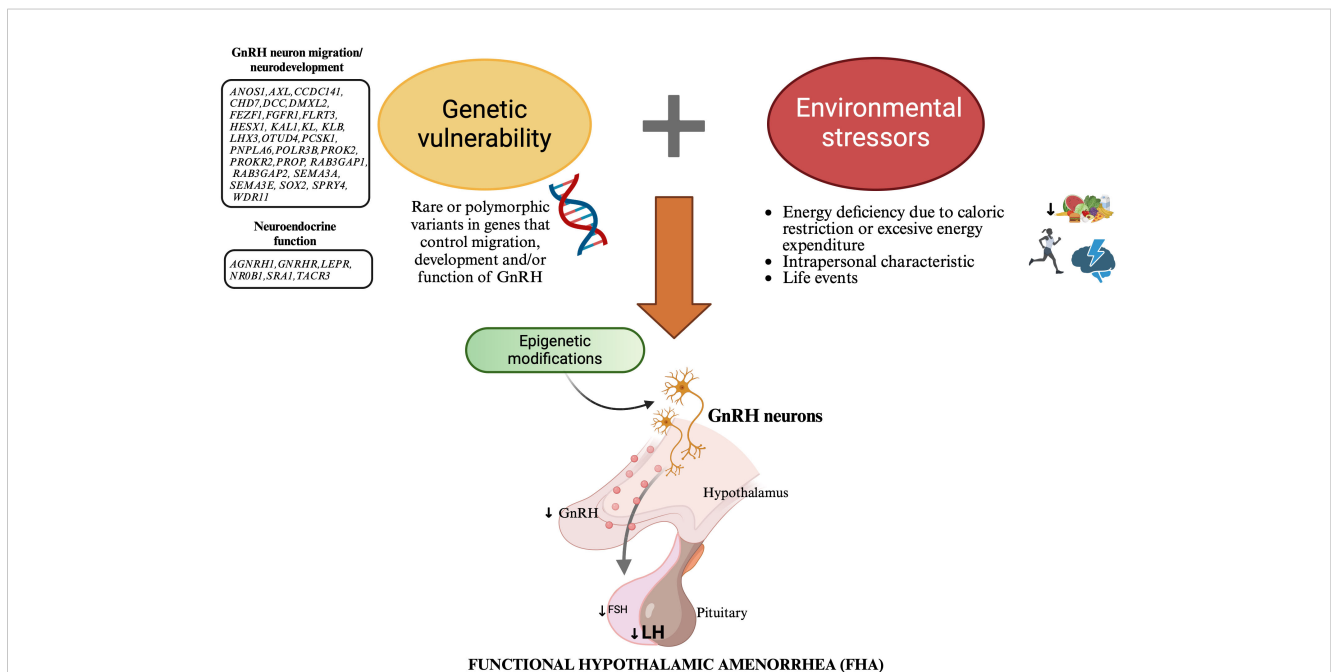 GnRH neuron migration/
neurodevelopment
ANOS1,AXL,CCDC141,
CHD7,DCC,DMXL2,
FEZF1,FGFR1,FLRT3,
HESX1, KAL1,KL, KLB,
LHX3,OTUD4,PCSK1,
PNPLA6,POLR3B,PROK2,
PROKR2,PROP, RAB3GAP1,
RAB3GAP2, SEMA3A,
SEMA3E, SOX2, SPRY4,
WDR11
Neuroendocrine
function
AGNRH1,GNRHR,LEPR,
NR0B1,SRA1,TACR3
Genetic
vulnerability
Rare or polymorphic
variants in genes that
control migration,
development and/or
function of GnRH
Environmental
stressors
• Energy deficiency due to caloric
restriction or excesive energy
expenditure
• Intrapersonal characteristic
• Life events
↓
Epigenetic
modifications
GnRH neurons
Hypothalamus
↓ GnRH
↓FSH
↓LH
Pituitary
FUNCTIONAL HYPOTHALAMIC AMENORRHEA (FHA)